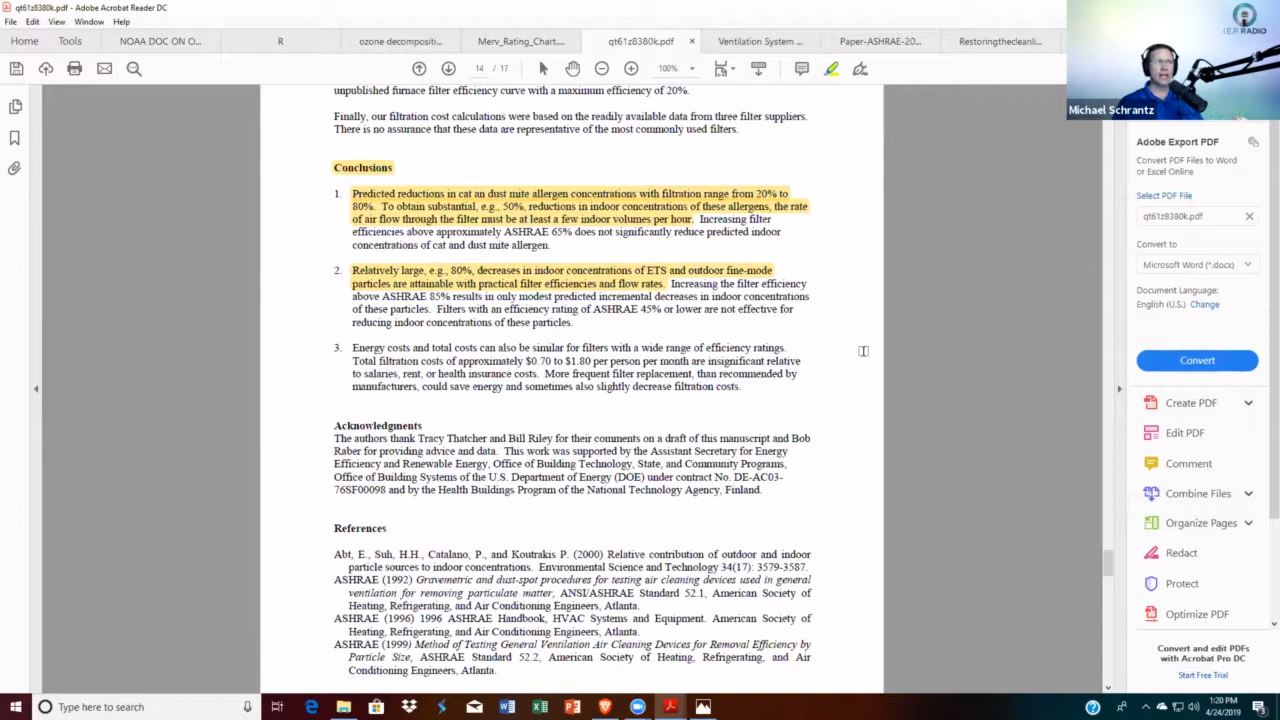 qt61z8380k.pdf - Adobe Acrobat Reader DC
File Edit View Window Help
Home Tools NOAA DOC ON O... R ozone decompositi... Merv_Rating_Chart.... qt61z8380k.pdf × Ventilation System ... Paper-ASHRAE-20... Restoringthecleanli...
14 / 17 100%
I.E.P. RADIO
Michael Schrantz
unpublished furnace filter efficiency curve with a maximum efficiency of 20%.
Finally, our filtration cost calculations were based on the readily available data from three filter suppliers.
There is no assurance that these data are representative of the most commonly used filters.
Conclusions
1. Predicted reductions in cat an dust mite allergen concentrations with filtration range from 20% to
80%. To obtain substantial, e.g., 50%, reductions in indoor concentrations of these allergens, the rate
of air flow through the filter must be at least a few indoor volumes per hour. Increasing filter
efficiencies above approximately ASHRAE 65% does not significantly reduce predicted indoor
concentrations of cat and dust mite allergen.
2. Relatively large, e.g., 80%, decreases in indoor concentrations of ETS and outdoor fine-mode
particles are attainable with practical filter efficiencies and flow rates. Increasing the filter efficiency
above ASHRAE 85% results in only modest predicted incremental decreases in indoor concentrations
of these particles. Filters with an efficiency rating of ASHRAE 45% or lower are not effective for
reducing indoor concentrations of these particles.
3. Energy costs and total costs can also be similar for filters with a wide range of efficiency ratings.
Total filtration costs of approximately $0.70 to $1.80 per person per month are insignificant relative
to salaries, rent, or health insurance costs. More frequent filter replacement, than recommended by
manufacturers, could save energy and sometimes also slightly decrease filtration costs.
Acknowledgments
The authors thank Tracy Thatcher and Bill Riley for their comments on a draft of this manuscript and Bob
Raber for providing advice and data. This work was supported by the Assistant Secretary for Energy
Efficiency and Renewable Energy, Office of Building Technology, State, and Community Programs,
Office of Building Systems of the U.S. Department of Energy (DOE) under contract No. DE-AC03-
76SF00098 and by the Health Buildings Program of the National Technology Agency, Finland.
References
Abt, E., Suh, H.H., Catalano, P., and Koutrakis P. (2000) Relative contribution of outdoor and indoor
particle sources to indoor concentrations. Environmental Science and Technology 34(17): 3579-3587.
ASHRAE (1992) Gravemetric and dust-spot procedures for testing air cleaning devices used in general
ventilation for removing particulate matter, ANSI/ASHRAE Standard 52.1, American Society of
Heating, Refrigerating, and Air Conditioning Engineers, Atlanta.
ASHRAE (1996) 1996 ASHRAE Handbook, HVAC Systems and Equipment. American Society of
Heating, Refrigerating, and Air Conditioning Engineers, Atlanta.
ASHRAE (1999) Method of Testing General Ventilation Air Cleaning Devices for Removal Efficiency by
Particle Size, ASHRAE Standard 52.2, American Society of Heating, Refrigerating, and Air
Conditioning Engineers, Atlanta.
Adobe Export PDF
Convert PDF Files to Word
or Excel Online
Select PDF File
qt61z8380k.pdf
Convert to
Microsoft Word (*.docx)
Document Language:
English (U.S.) Change
Convert
Create PDF
Edit PDF
Comment
Combine Files
Organize Pages
Redact
Protect
Optimize PDF
Convert and edit PDFs
with Acrobat Pro DC
Start Free Trial
Type here to search
1:20 PM
4/24/2019